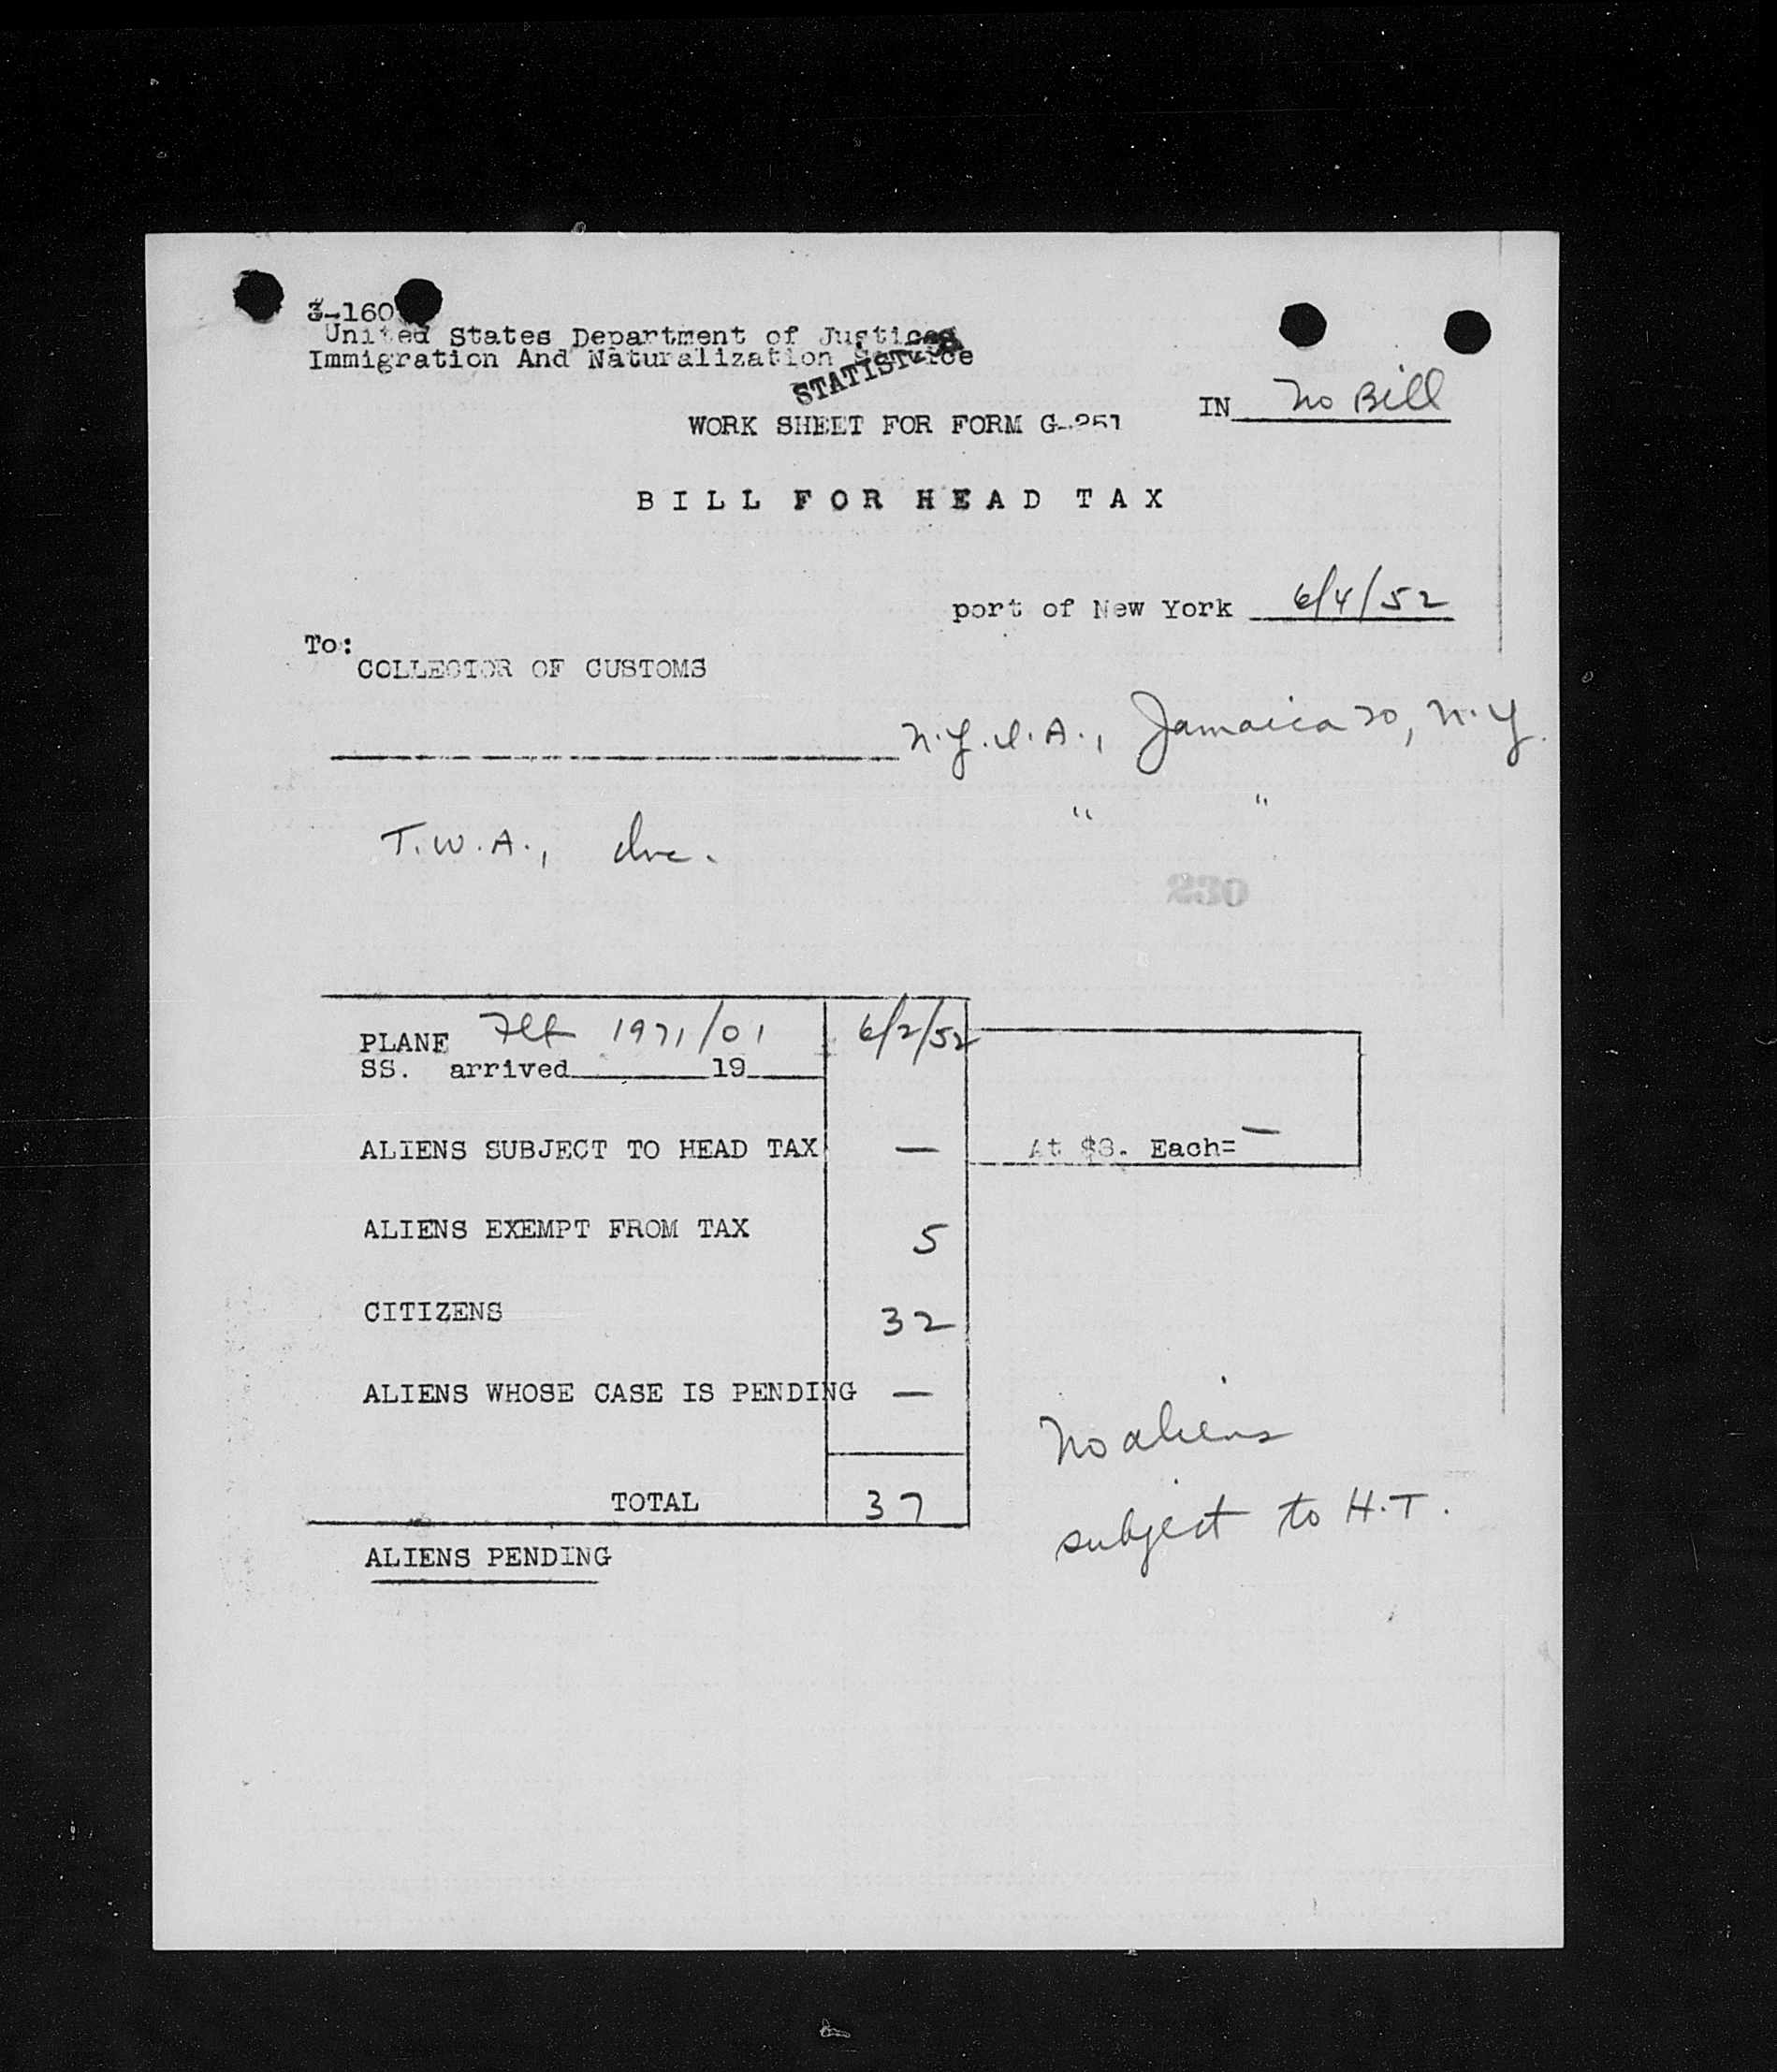 3-160
United States Department of Justice
Immigration And Naturalization Service
STATISTICS
WORK SHEET FOR FORM G-251
IN No Bill
BILL FOR HEAD TAX
port of New York 6/4/52
To:
COLLECTOR OF CUSTOMS
N.Y.I.A., Jamaica 20, N.Y.
" "
T.W.A., Inc.
230
PLANE Flt 1971/01 6/2/52
SS. arrived 19
ALIENS SUBJECT TO HEAD TAX — At $8. Each= —
ALIENS EXEMPT FROM TAX 5
CITIZENS 32
ALIENS WHOSE CASE IS PENDING —
No aliens
subject to H.T.
TOTAL 37
ALIENS PENDING